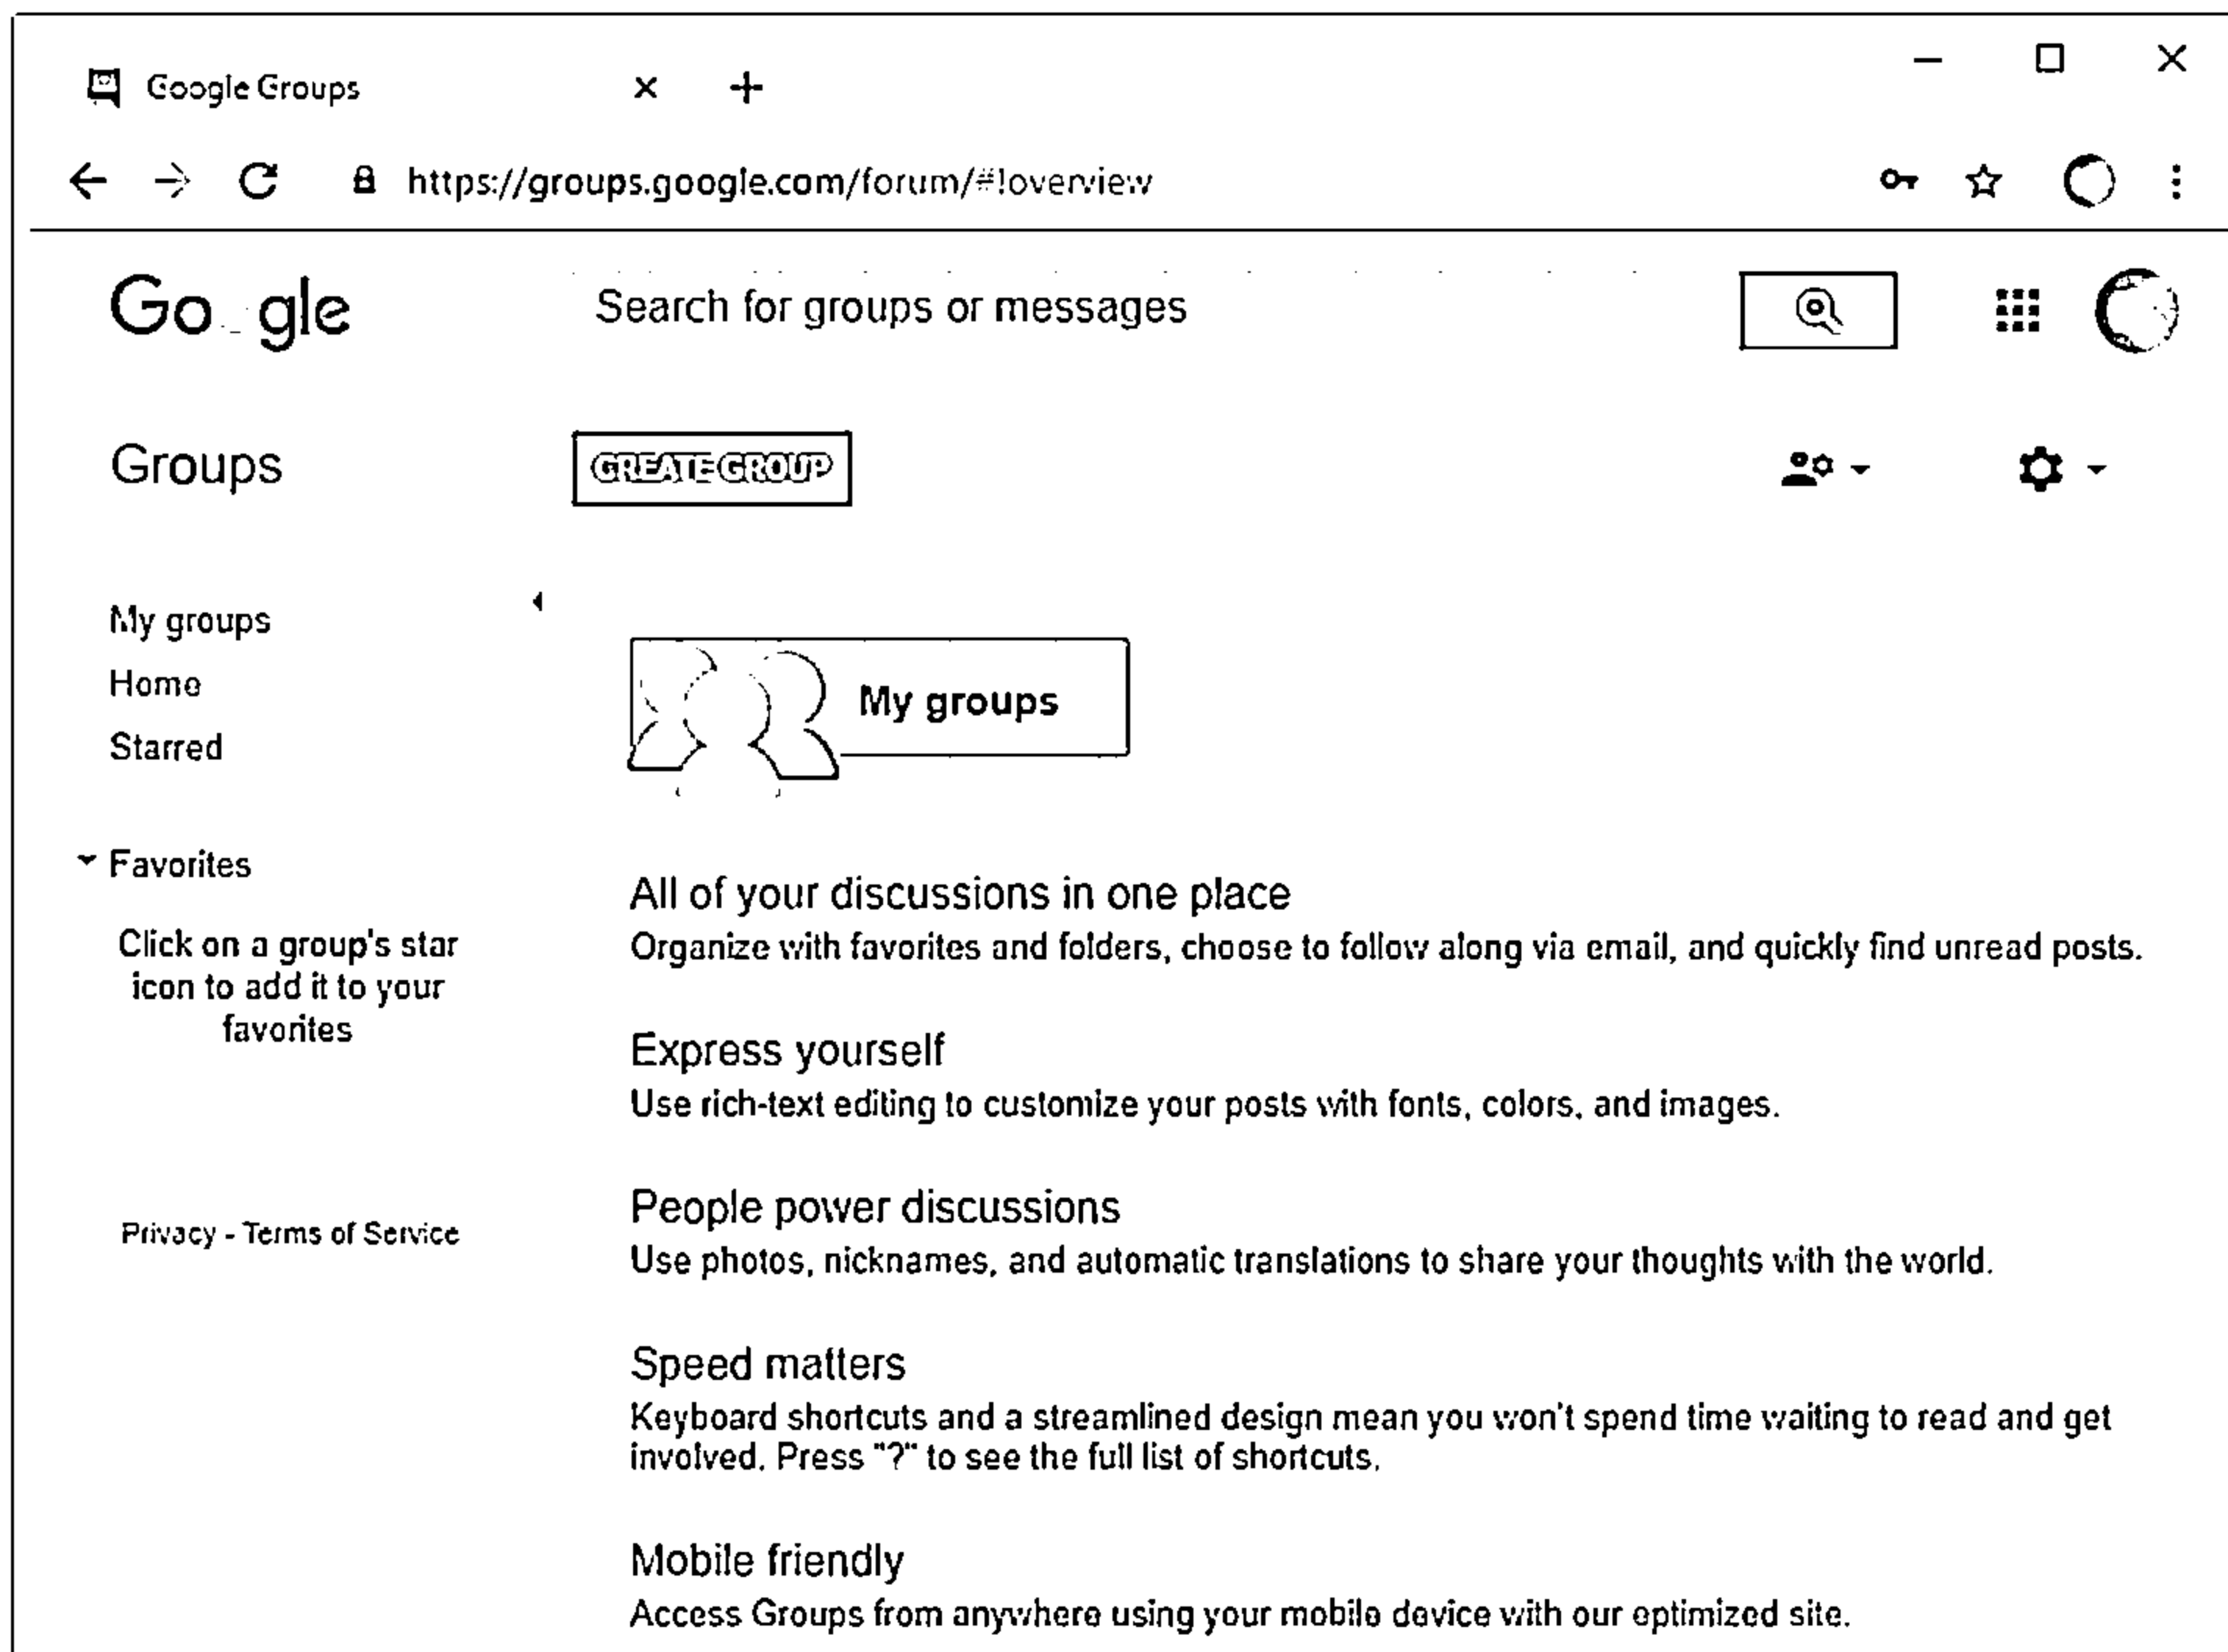 Google Groups
https://groups.google.com/forum/#!overview
Go gle
Search for groups or messages
Groups
CREATE GROUP
My groups
Home
Starred
My groups
Favorites
Click on a group's star
icon to add it to your
favorites
Privacy - Terms of Service
All of your discussions in one place
Organize with favorites and folders, choose to follow along via email, and quickly find unread posts.
Express yourself
Use rich-text editing to customize your posts with fonts, colors, and images.
People power discussions
Use photos, nicknames, and automatic translations to share your thoughts with the world.
Speed matters
Keyboard shortcuts and a streamlined design mean you won't spend time waiting to read and get
involved. Press "?" to see the full list of shortcuts.
Mobile friendly
Access Groups from anywhere using your mobile device with our optimized site.